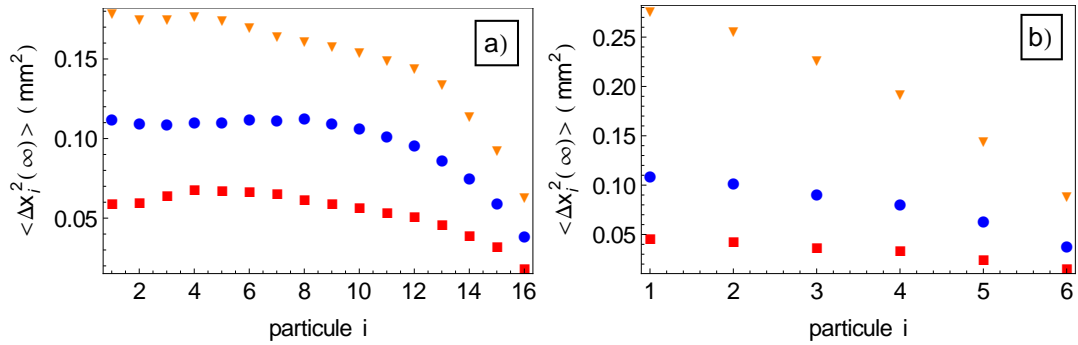 a)
<Δx_i^2(∞)> (mm^2)
0.15
0.10
0.05
2 4 6 8 10 12 14 16
particule i
b)
<Δx_i^2(∞)> (mm^2)
0.25
0.20
0.15
0.10
0.05
1 2 3 4 5 6
particule i